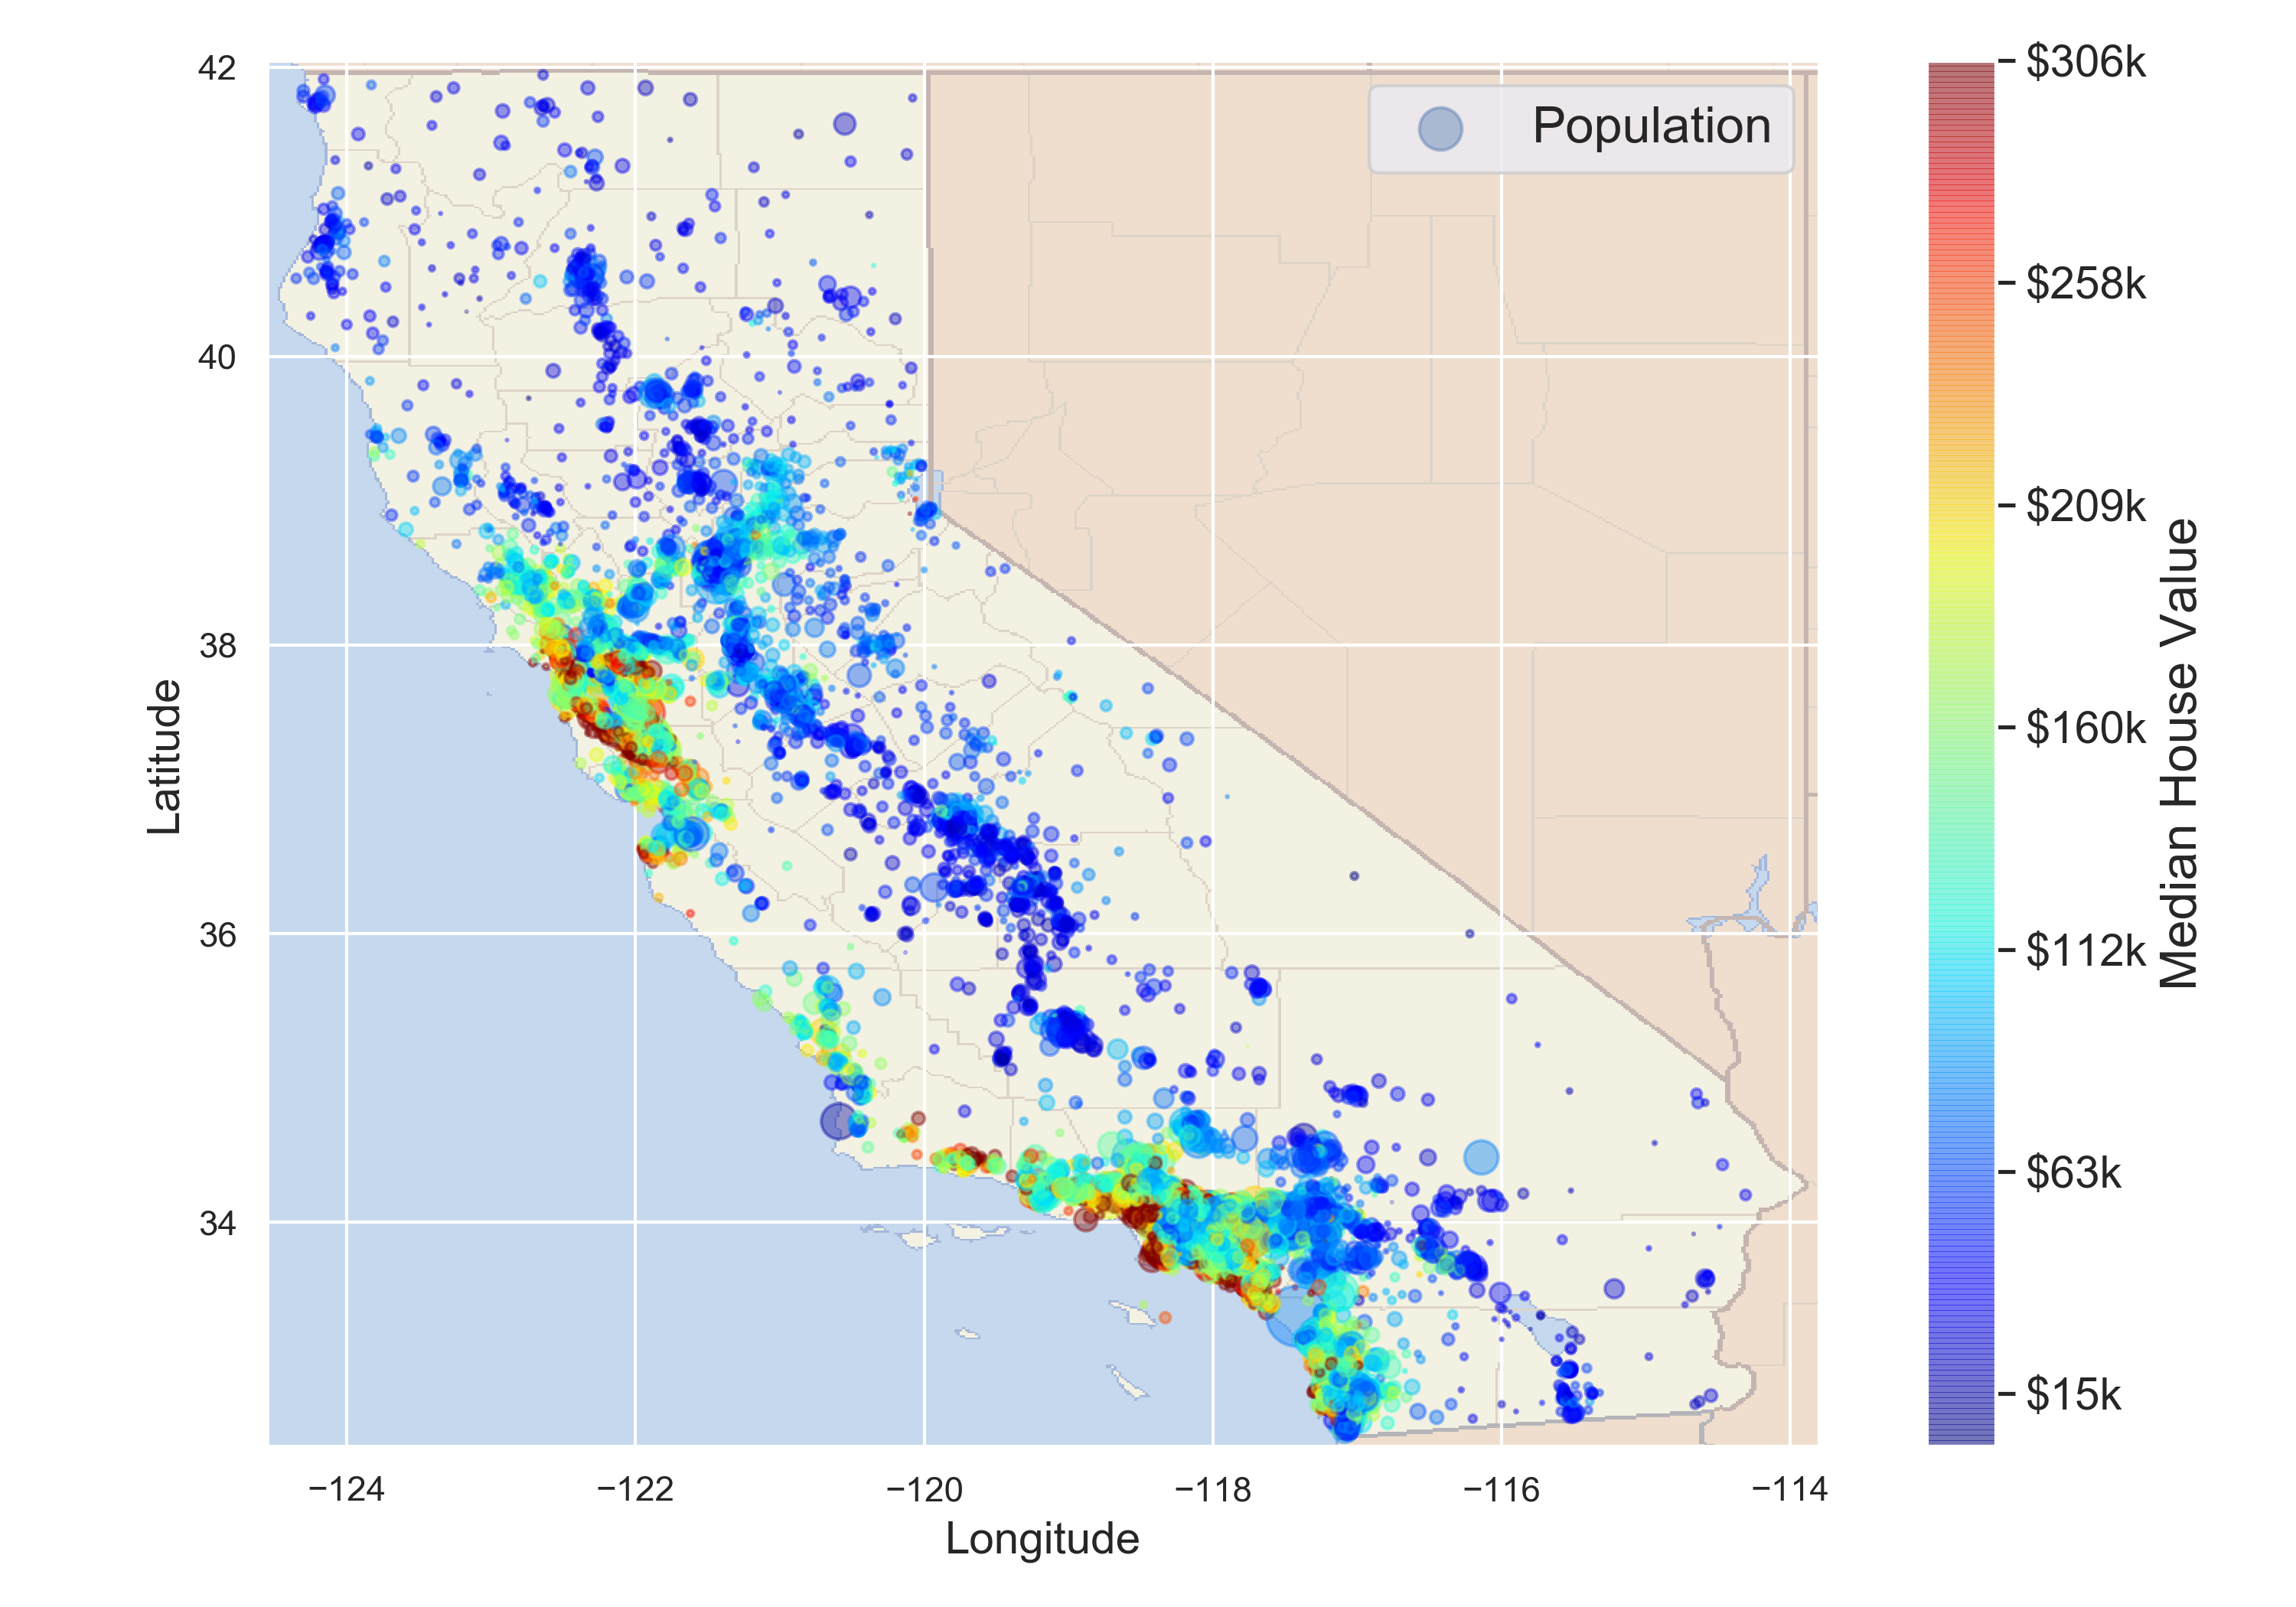 42
40
38
36
34
Latitude
−124
−122
−120
−118
−116
−114
Longitude
Population
$306k
$258k
$209k
$160k
$112k
$63k
$15k
Median House Value